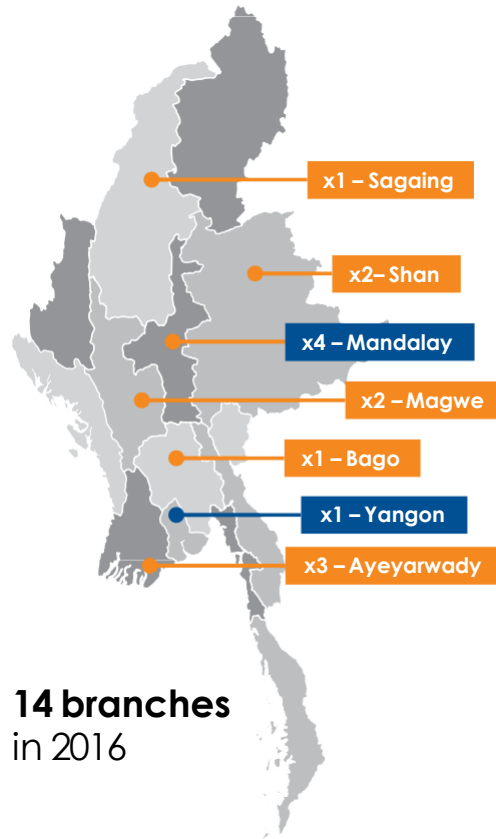 x1 – Sagaing
x2– Shan
x4 – Mandalay
x2 – Magwe
x1 – Bago
x1 – Yangon
x3 – Ayeyarwady
14 branches
in 2016